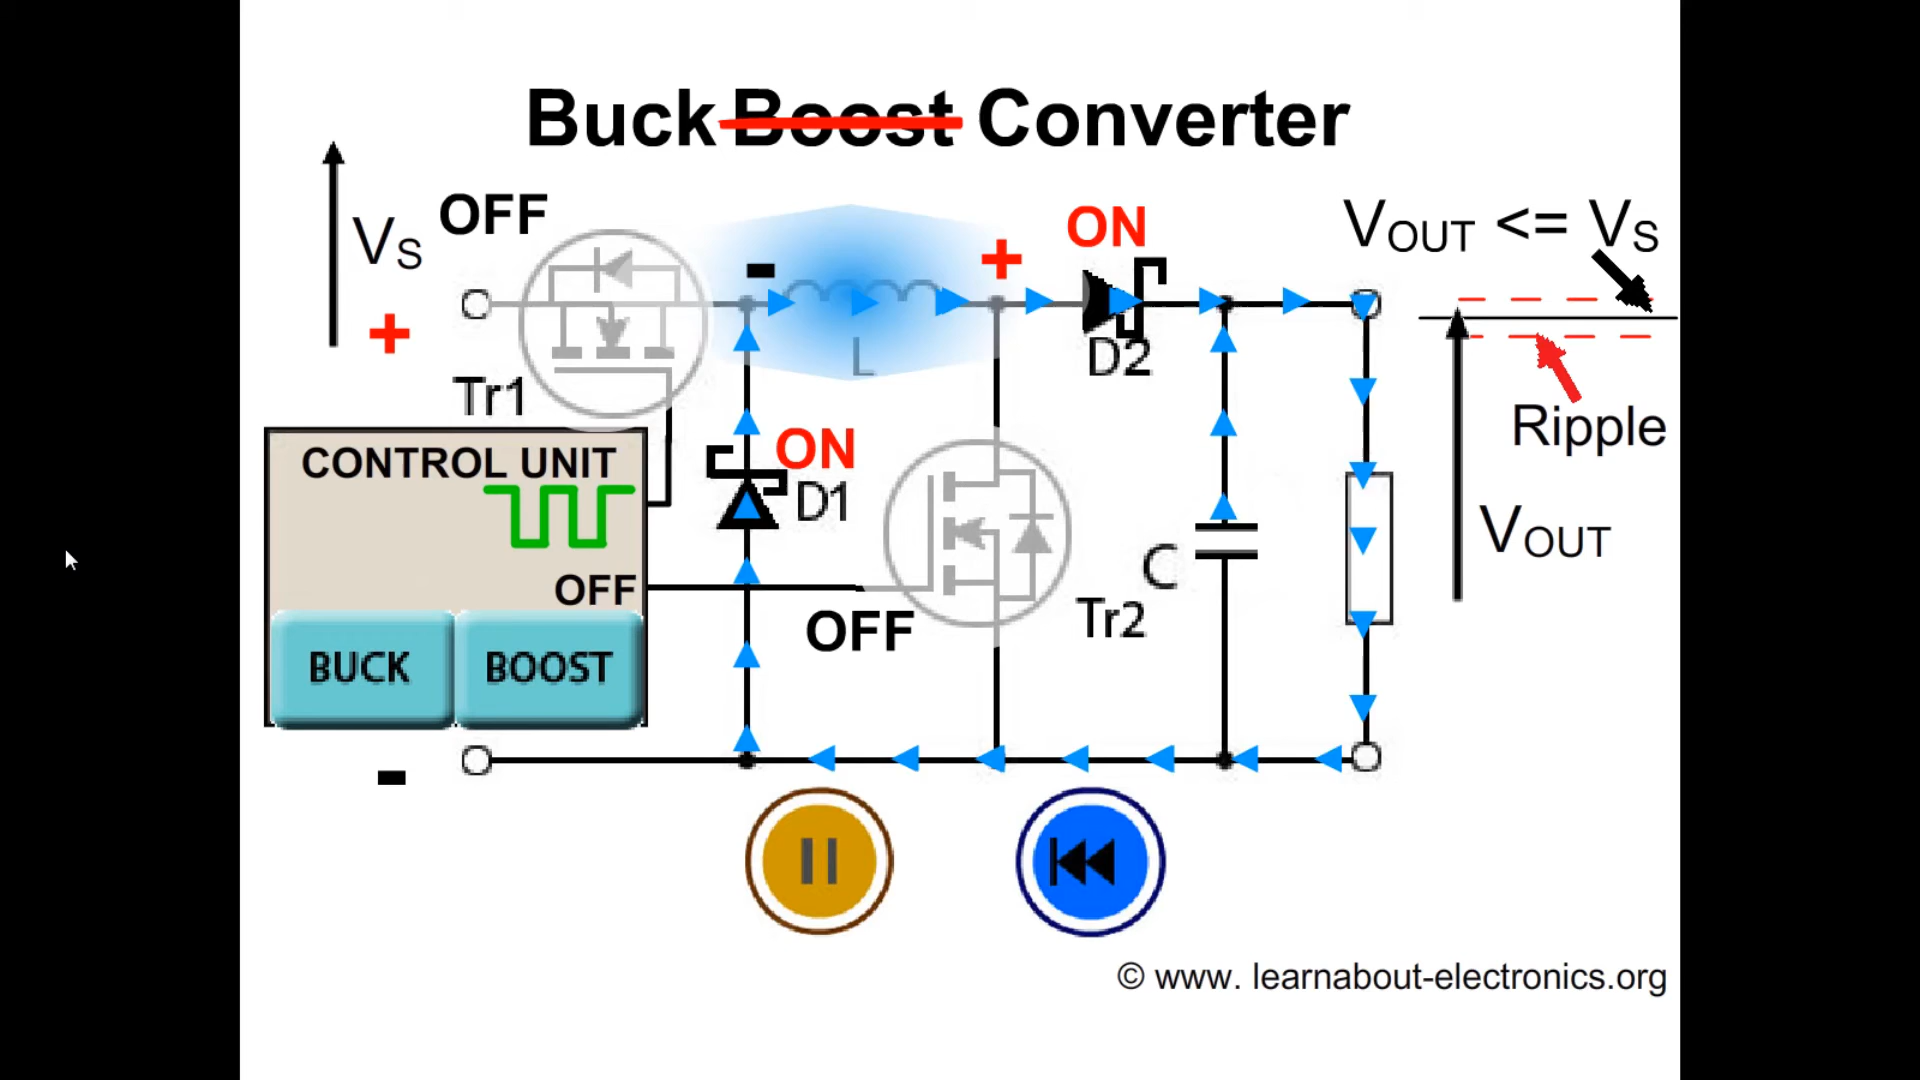 Buck Boost Converter
VS
OFF
ON
VOUT <= VS
+
-
+
Tr1
L
D2
Ripple
CONTROL UNIT
ON
D1
VOUT
OFF
C
Tr2
OFF
BUCK
BOOST
-
© www. learnabout-electronics.org